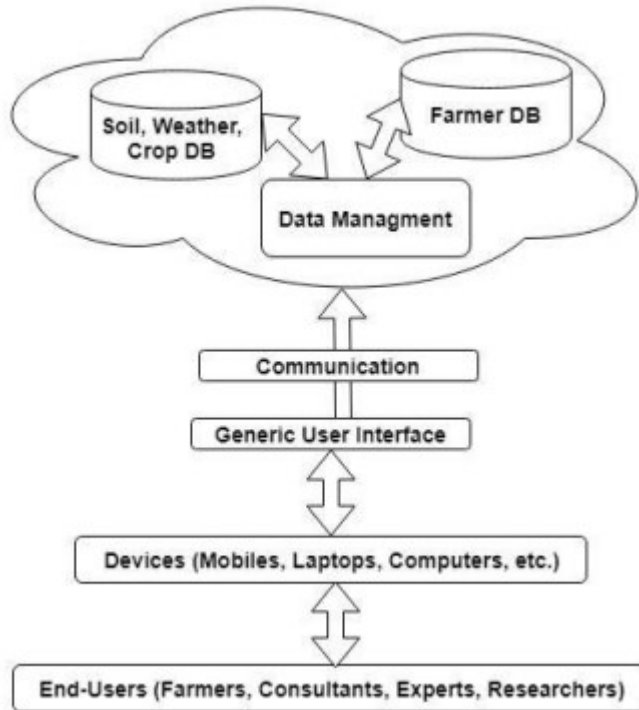 Soil, Weather,
Crop DB
Farmer DB
Data Managment
Communication
Generic User Interface
Devices (Mobiles, Laptops, Computers, etc.)
End-Users (Farmers, Consultants, Experts, Researchers)